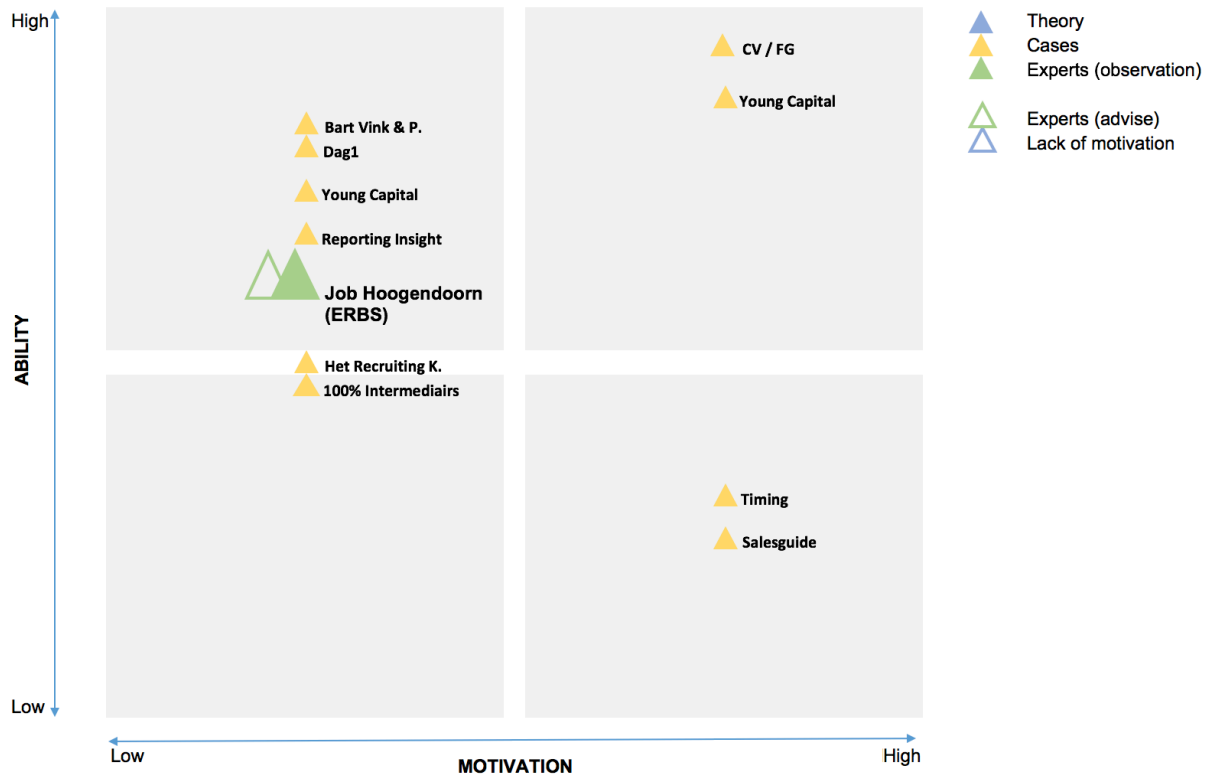 High
CV / FG
Young Capital
Bart Vink & P.
Dag1
Young Capital
Reporting Insight
Job Hoogendoorn
(ERBS)
Het Recruiting K.
100% Intermediairs
Timing
Salesguide
ABILITY
Low
Low
High
MOTIVATION
Theory
Cases
Experts (observation)
Experts (advise)
Lack of motivation